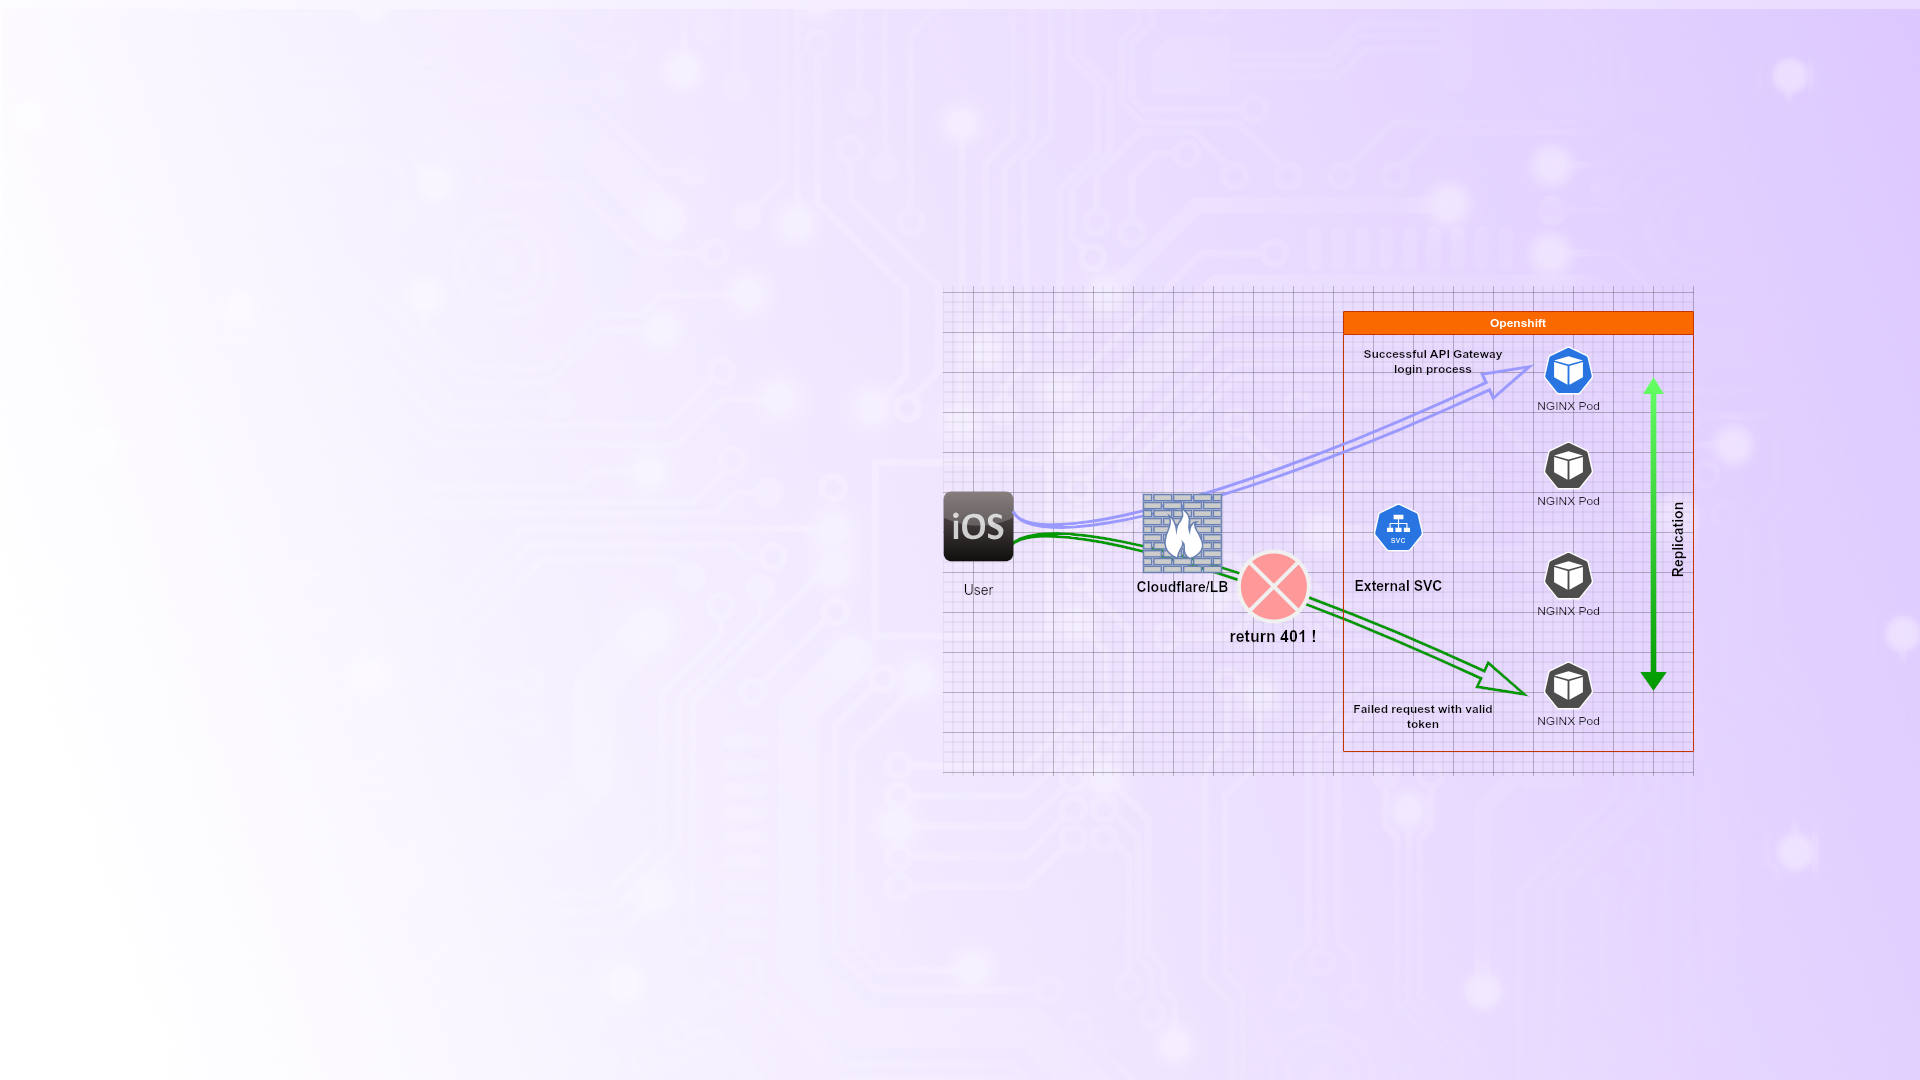 Openshift
Successful API Gateway
login process
NGINX Pod
NGINX Pod
iOS
User
Cloudflare/LB
return 401 !
SVC
External SVC
NGINX Pod
Replication
Failed request with valid
token
NGINX Pod